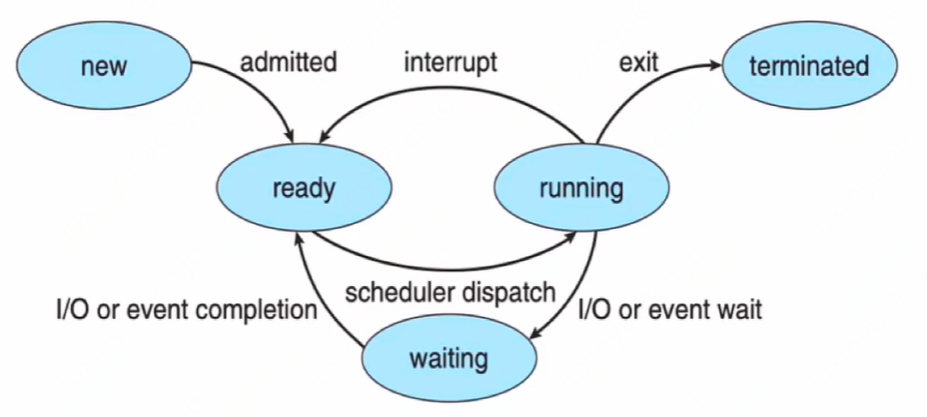 new
admitted
interrupt
exit
terminated
ready
running
scheduler dispatch
I/O or event completion
I/O or event wait
waiting